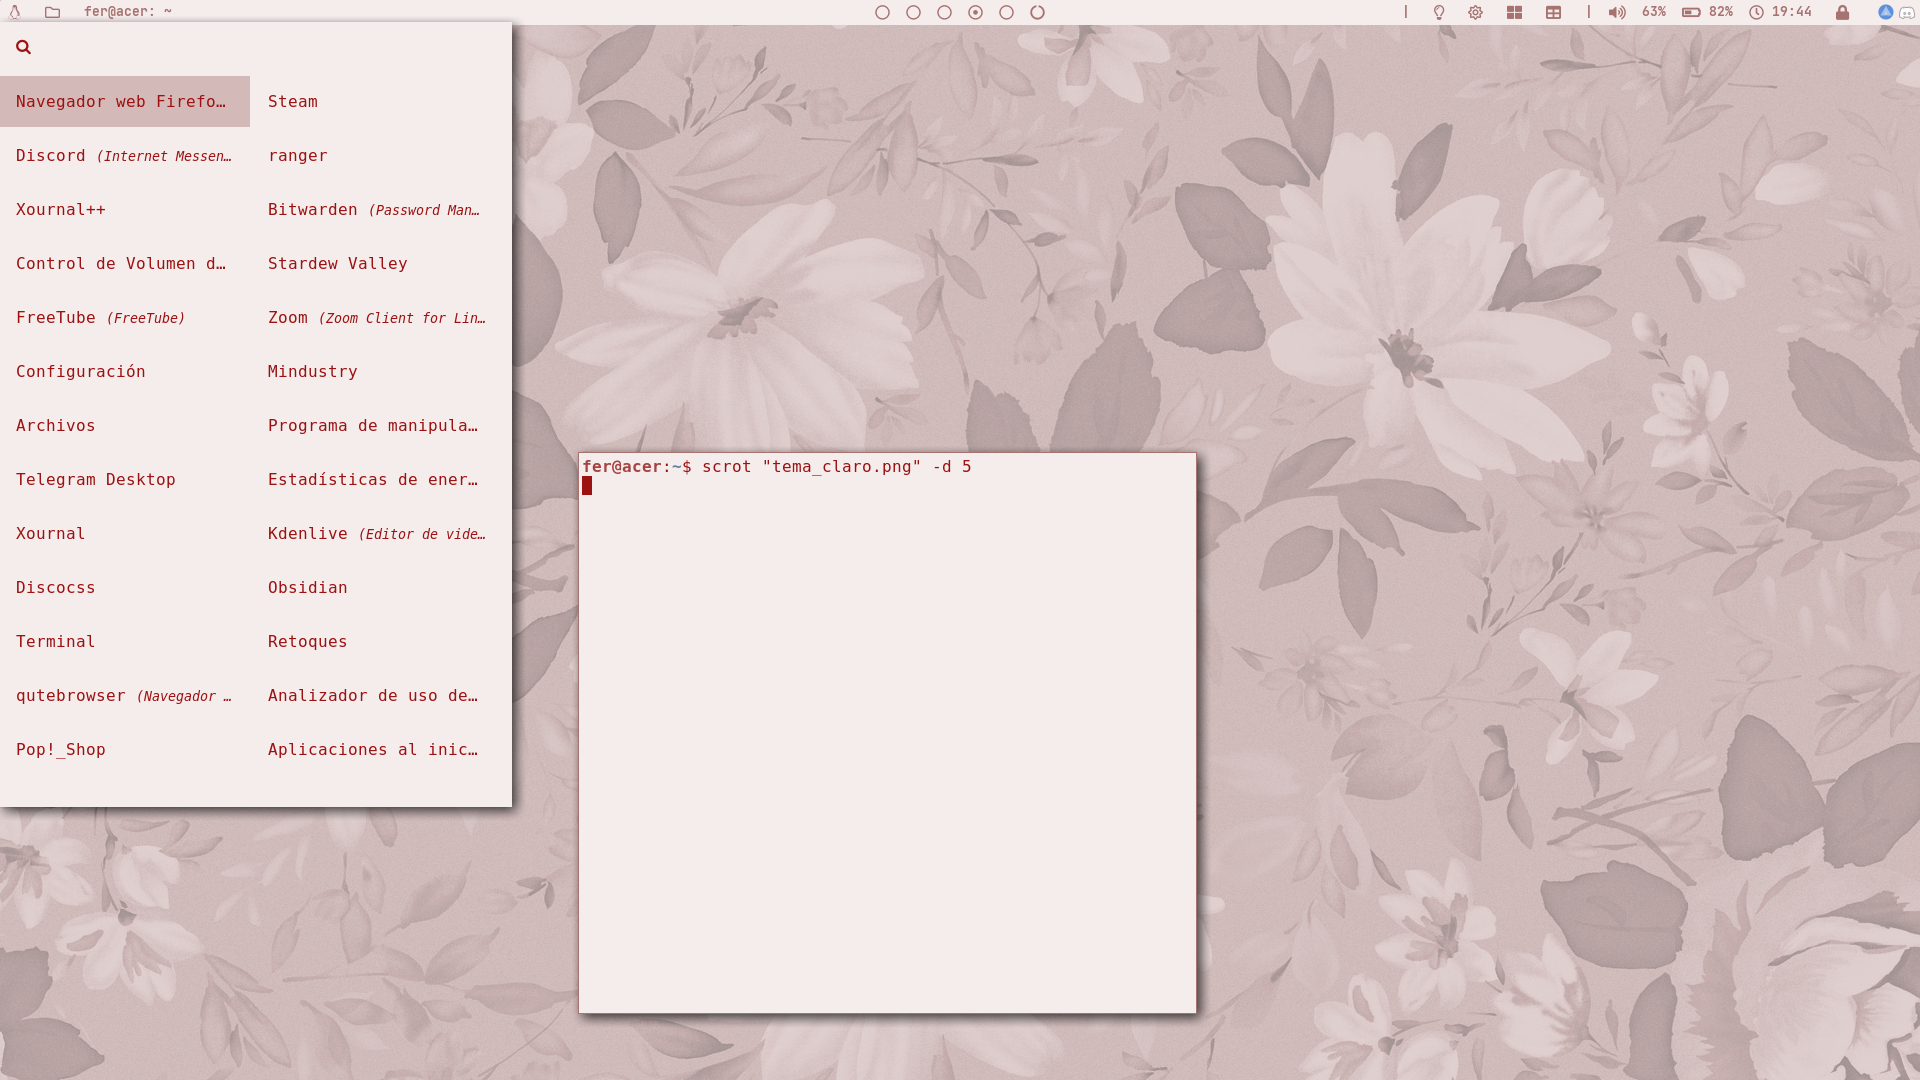 fer@acer: ~
63% 82% 19:44
Navegador web Firefo…
Discord (Internet Messen…
Xournal++
Control de Volumen d…
FreeTube (FreeTube)
Configuración
Archivos
Telegram Desktop
Xournal
Discocss
Terminal
qutebrowser (Navegador …
Pop!_Shop
Steam
ranger
Bitwarden (Password Man…
Stardew Valley
Zoom (Zoom Client for Lin…
Mindustry
Programa de manipula…
Estadísticas de ener…
Kdenlive (Editor de vide…
Obsidian
Retoques
Analizador de uso de…
Aplicaciones al inic…
fer@acer:~$ scrot "tema_claro.png" -d 5